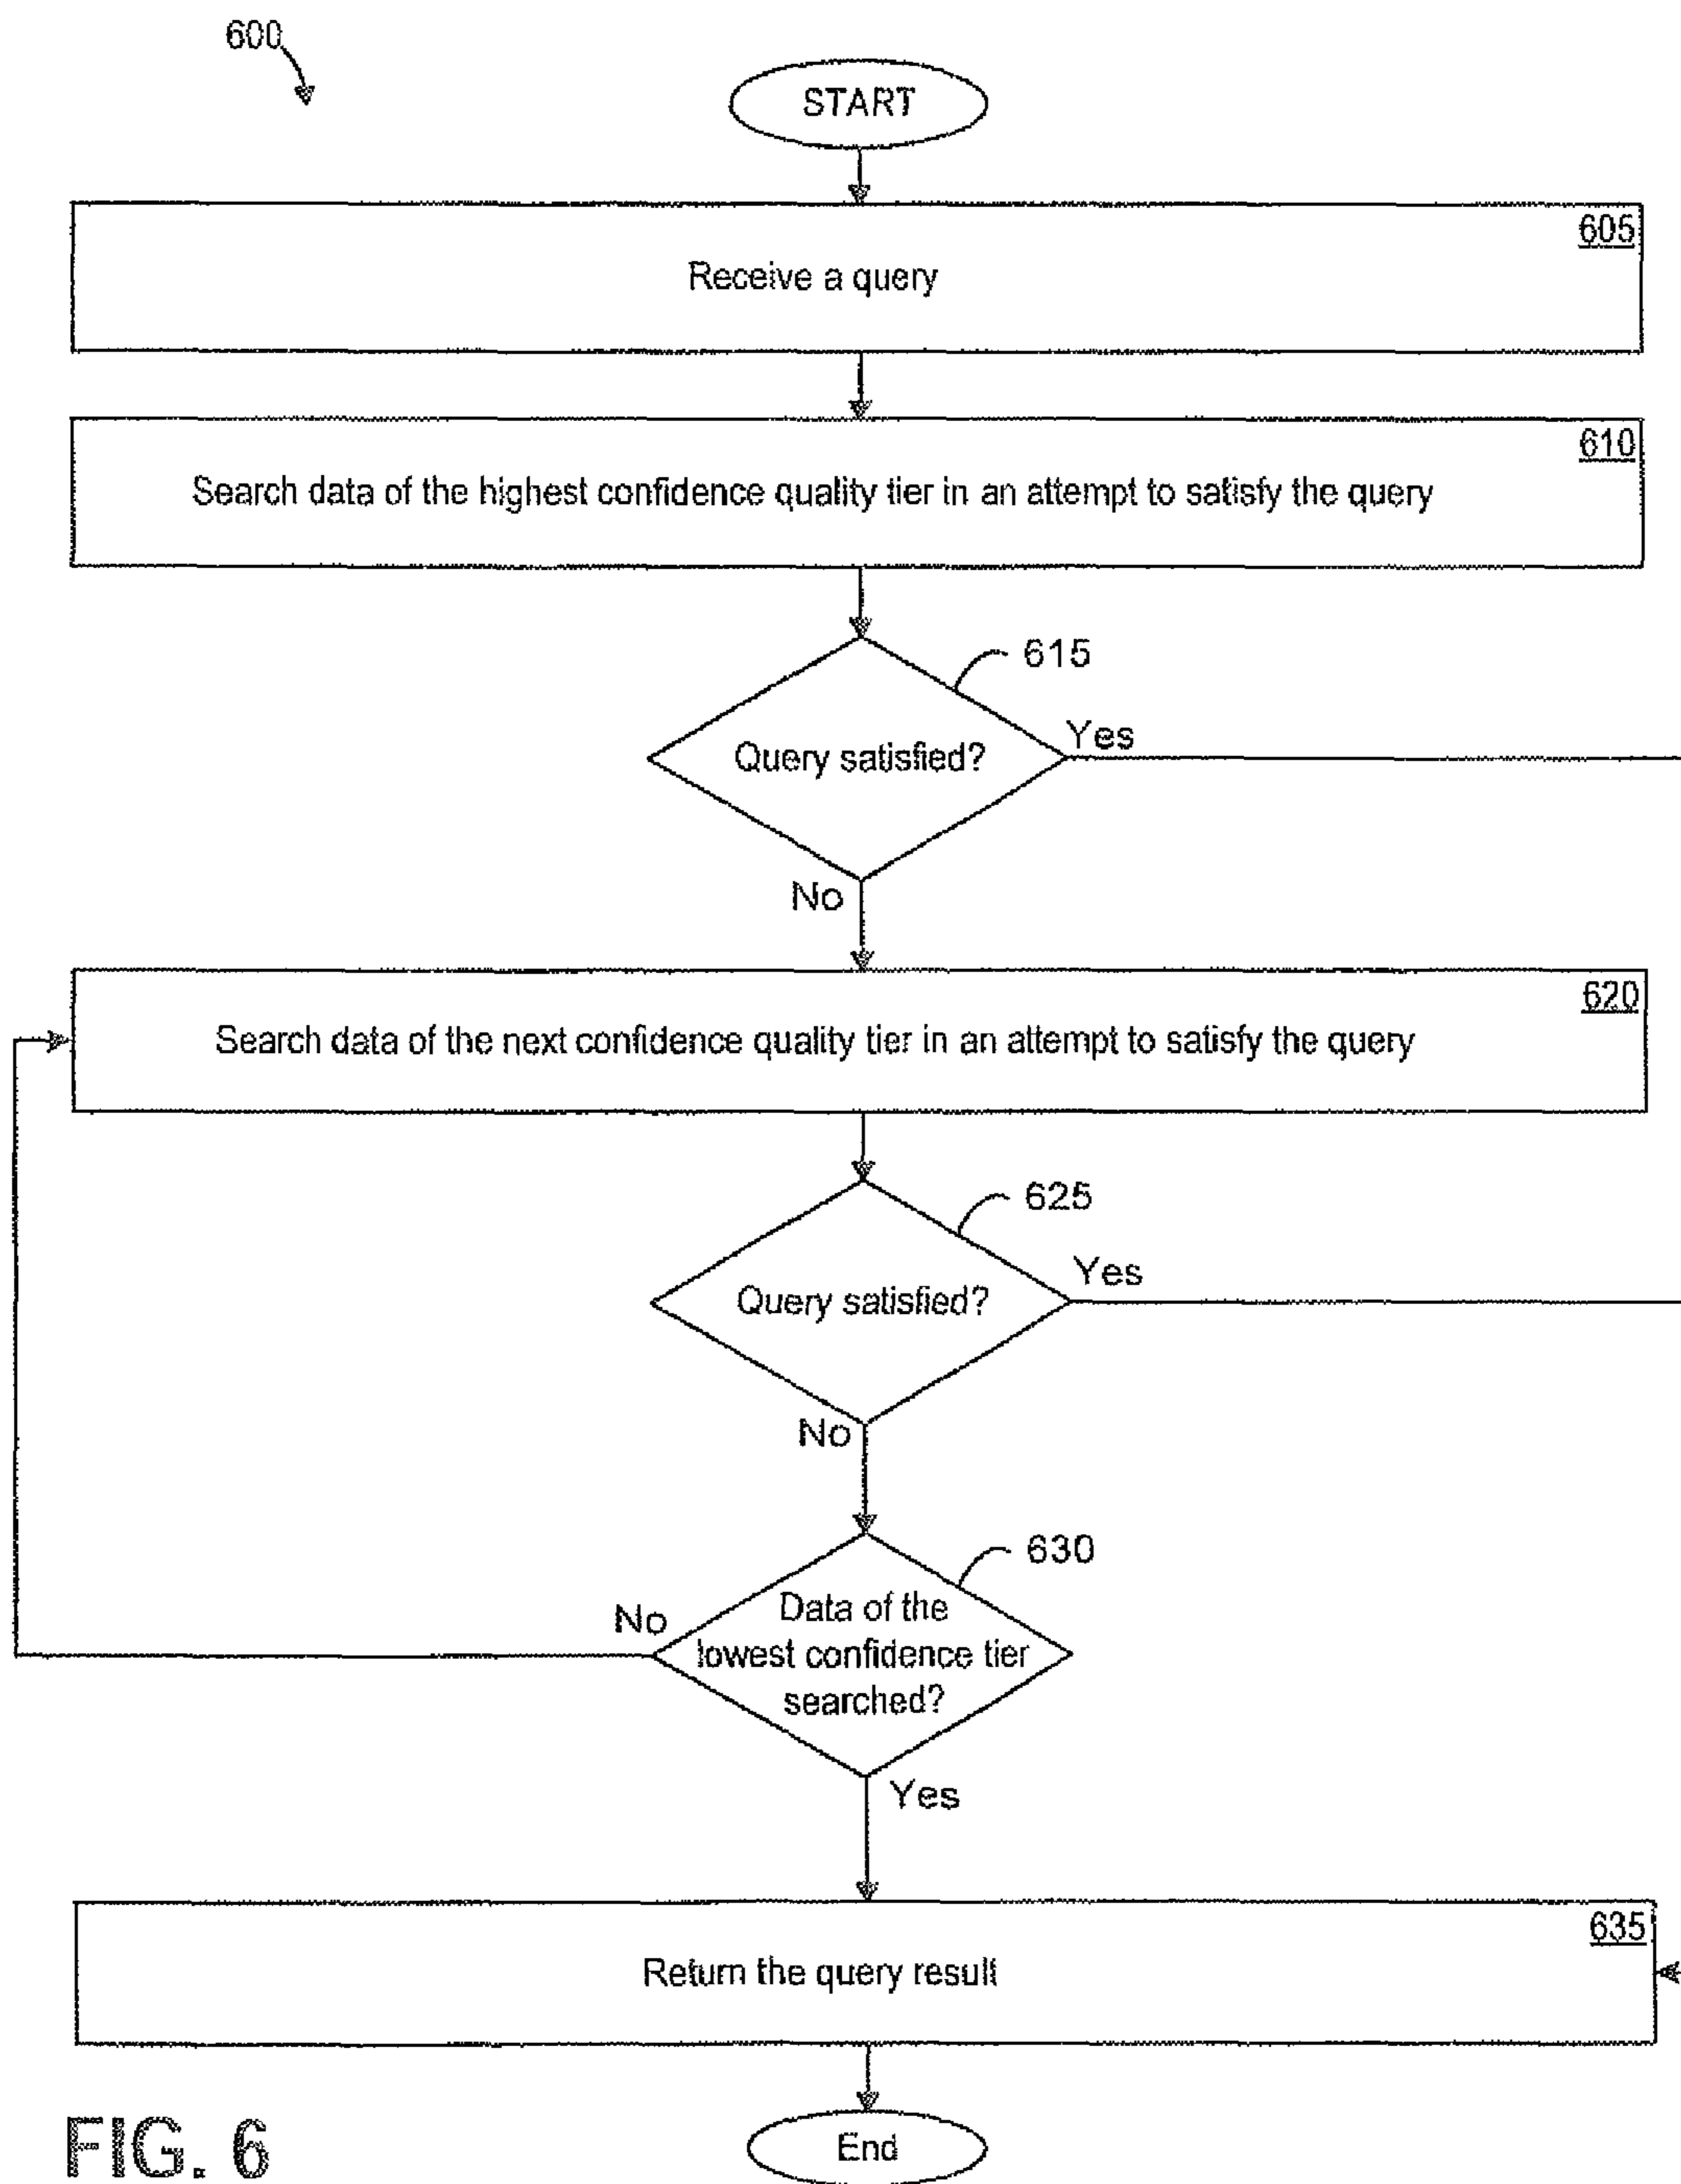 600
START
605
Receive a query
610
Search data of the highest confidence quality tier in an attempt to satisfy the query
615
Query satisfied?
Yes
No
620
Search data of the next confidence quality tier in an attempt to satisfy the query
625
Query satisfied?
Yes
No
630
Data of the
lowest confidence tier
searched?
No
Yes
635
Return the query result
End
FIG. 6